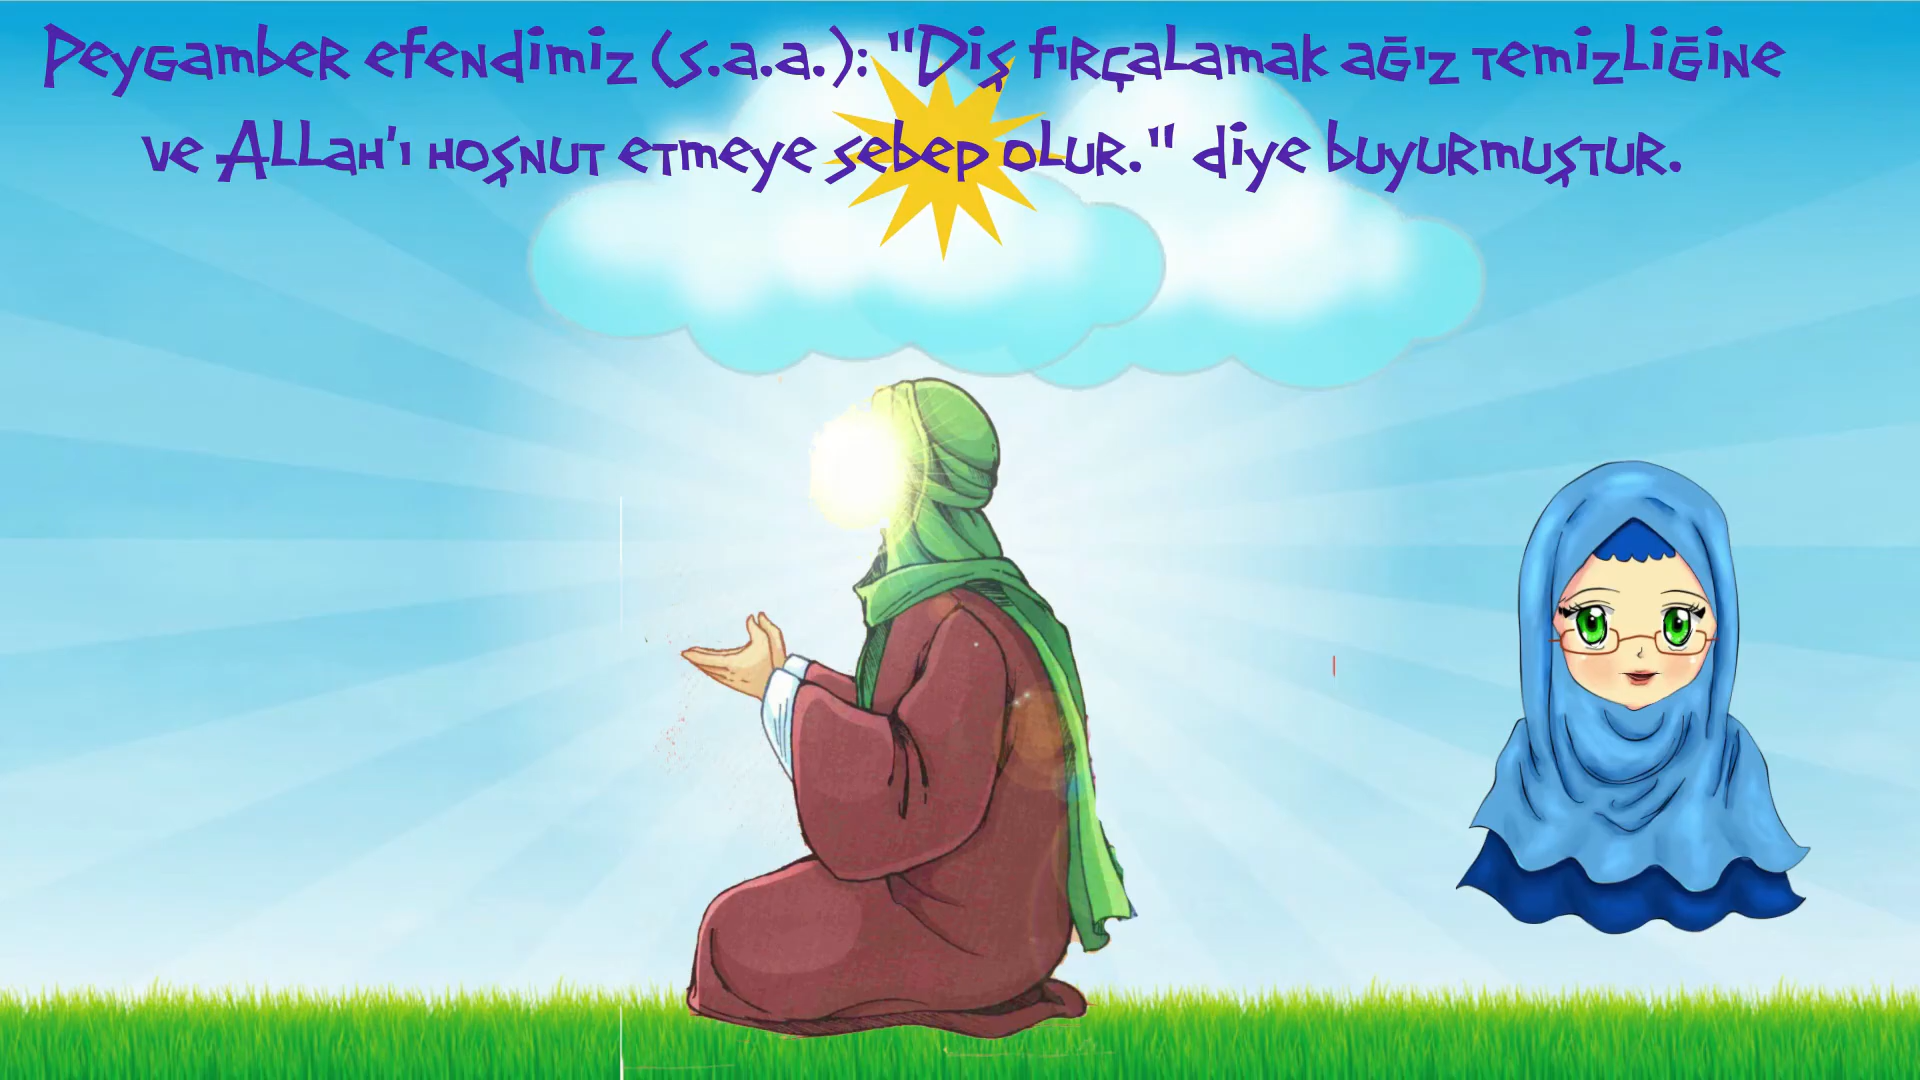 Peygamber efendimiz (s.a.a.): "Diş fırçalamak ağız temizliğine
ve Allah'ı hoşnut etmeye sebep olur." diye buyurmuştur.